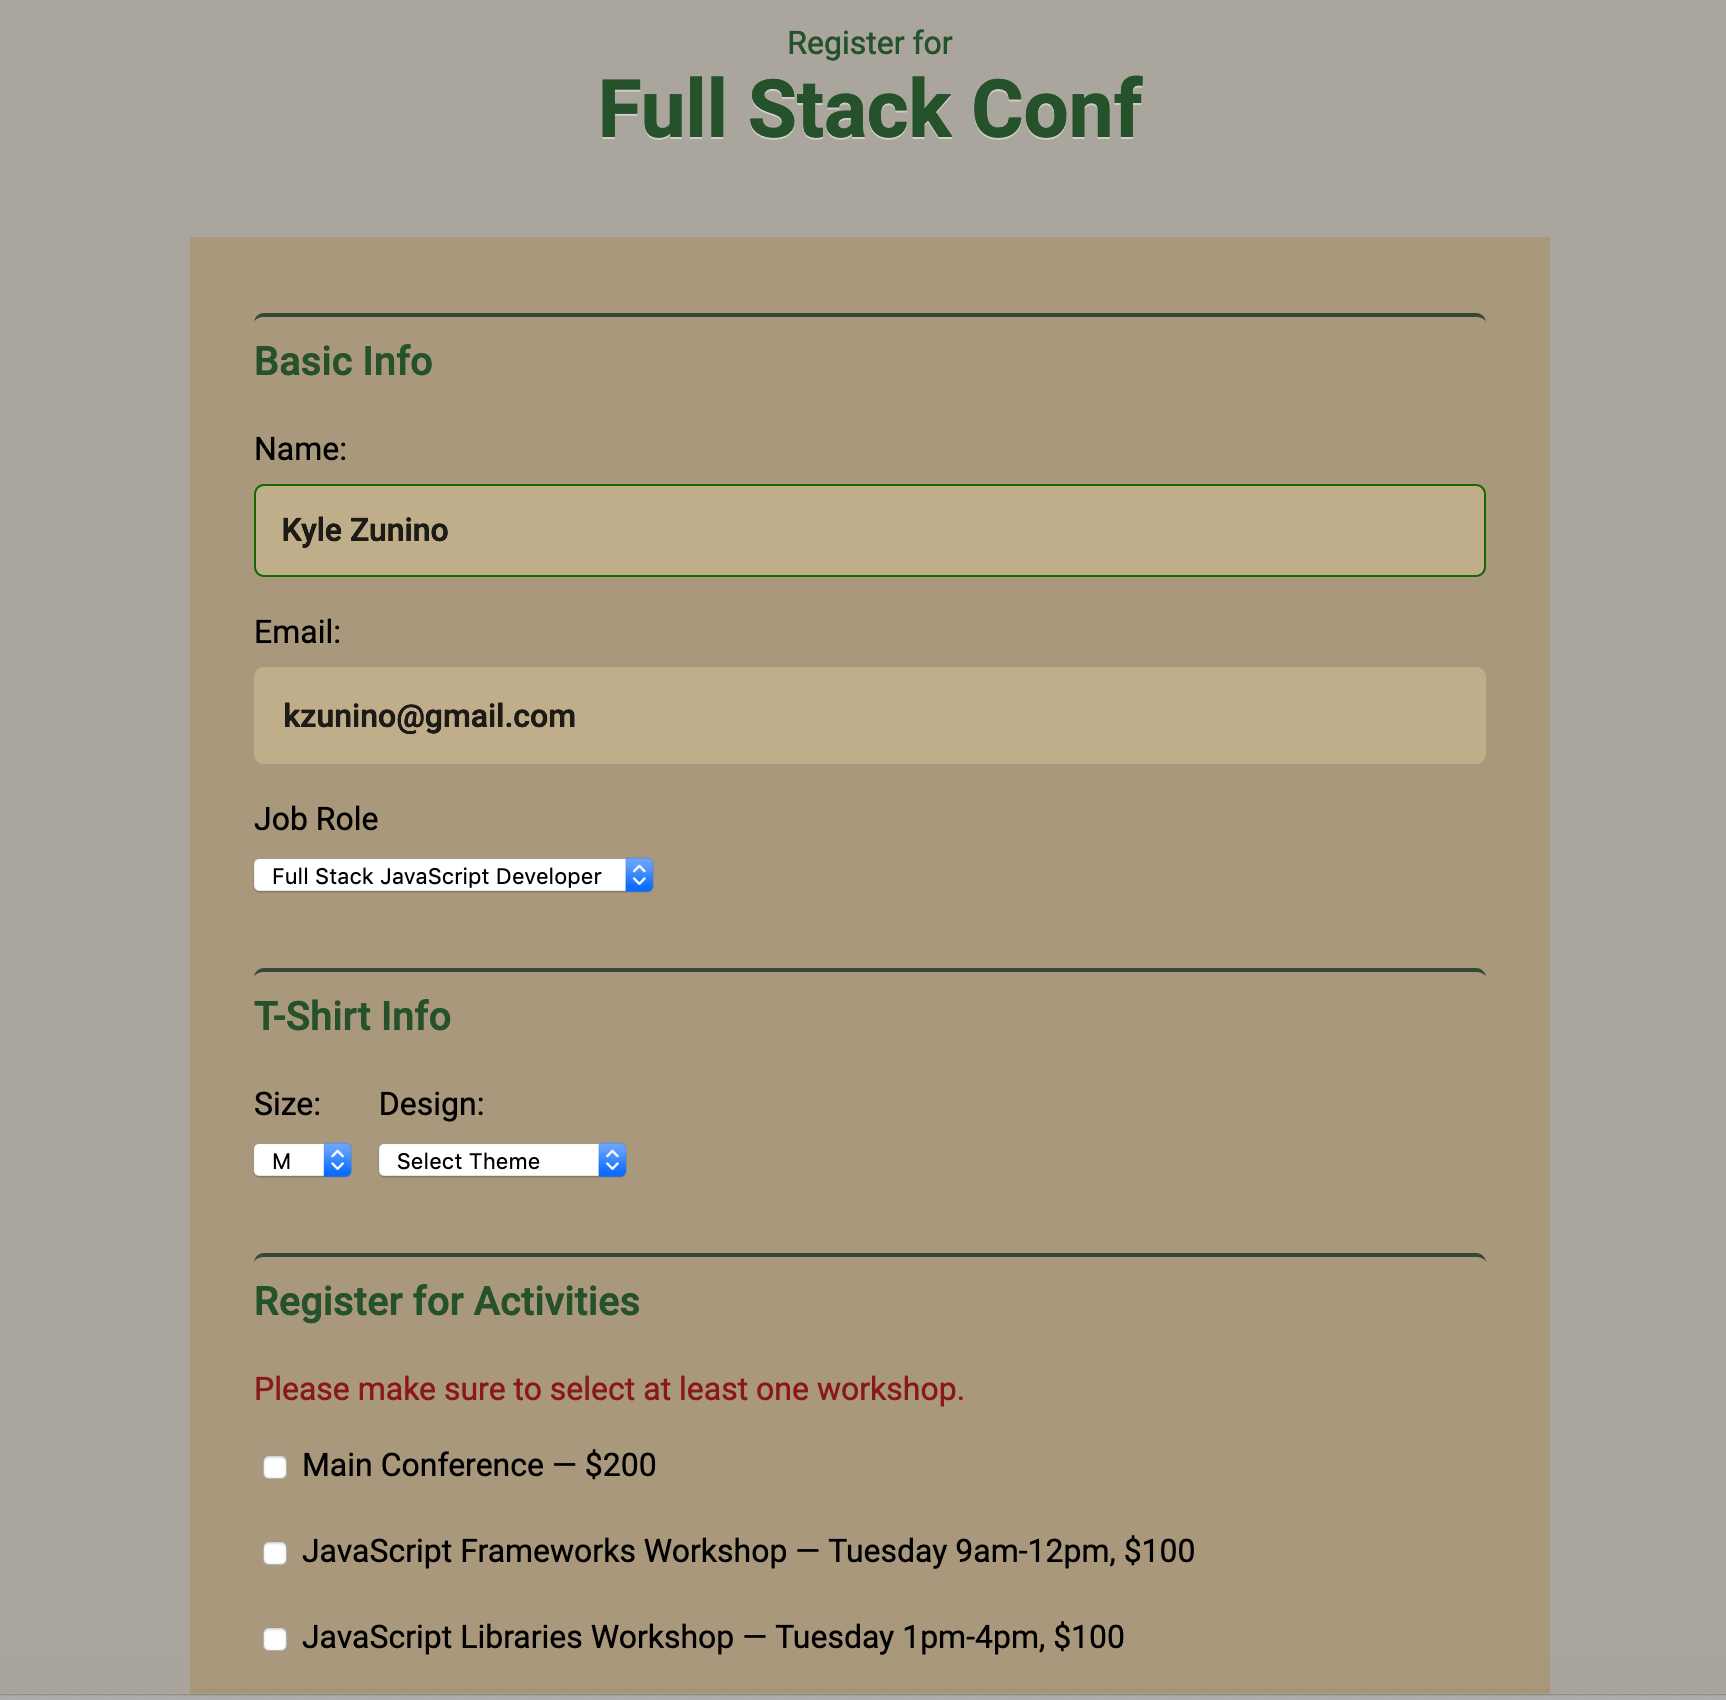 Register for
Full Stack Conf
Basic Info
Name:
Kyle Zunino
Email:
kzunino@gmail.com
Job Role
Full Stack JavaScript Developer
T-Shirt Info
Size: Design:
M Select Theme
Register for Activities
Please make sure to select at least one workshop.
Main Conference — $200
JavaScript Frameworks Workshop — Tuesday 9am-12pm, $100
JavaScript Libraries Workshop — Tuesday 1pm-4pm, $100